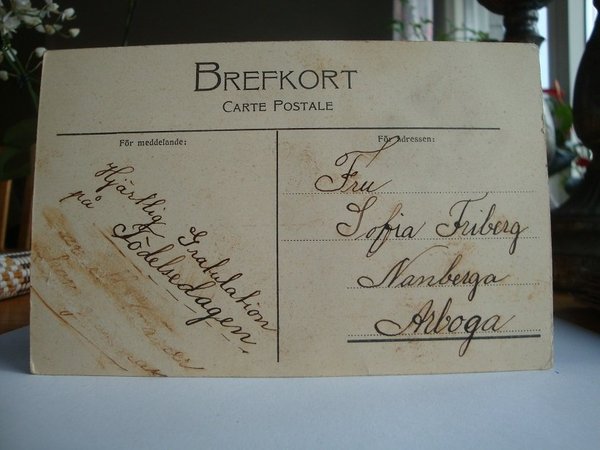 BREFKORT
CARTE POSTALE
För meddelande:
För adressen:
Hjärtlig Gratulation
på Födelsedagen.
Fru
Sofia Friberg
Nanberga
Arboga